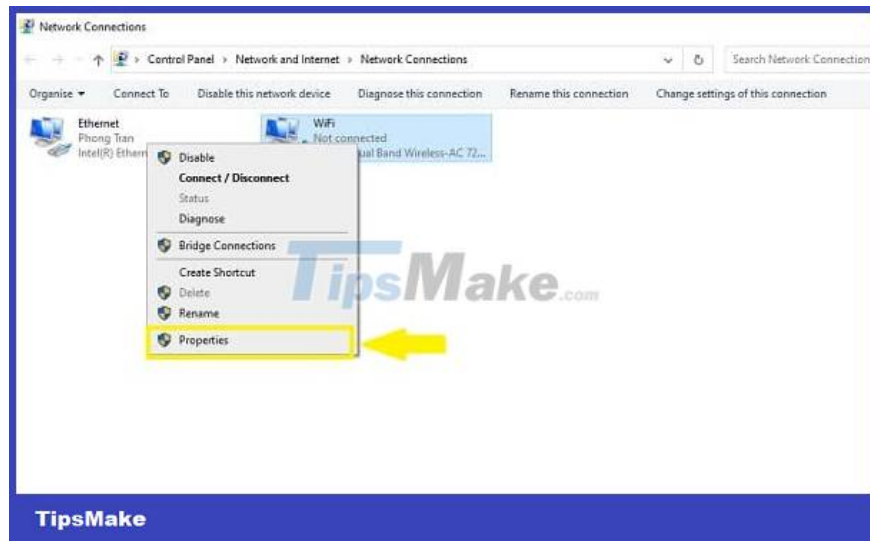 Network Connections
Control Panel > Network and Internet > Network Connections
Search Network Connection
Organise Connect To Disable this network device Diagnose this connection Rename this connection Change settings of this connection
Ethernet
Phong Tran
Intel(R) Ethern
WiFi
Not connected
ual Band Wireless-AC 72...
Disable
Connect / Disconnect
Status
Diagnose
Bridge Connections
Create Shortcut
Delete
Rename
Properties
TipsMake.com
TipsMake